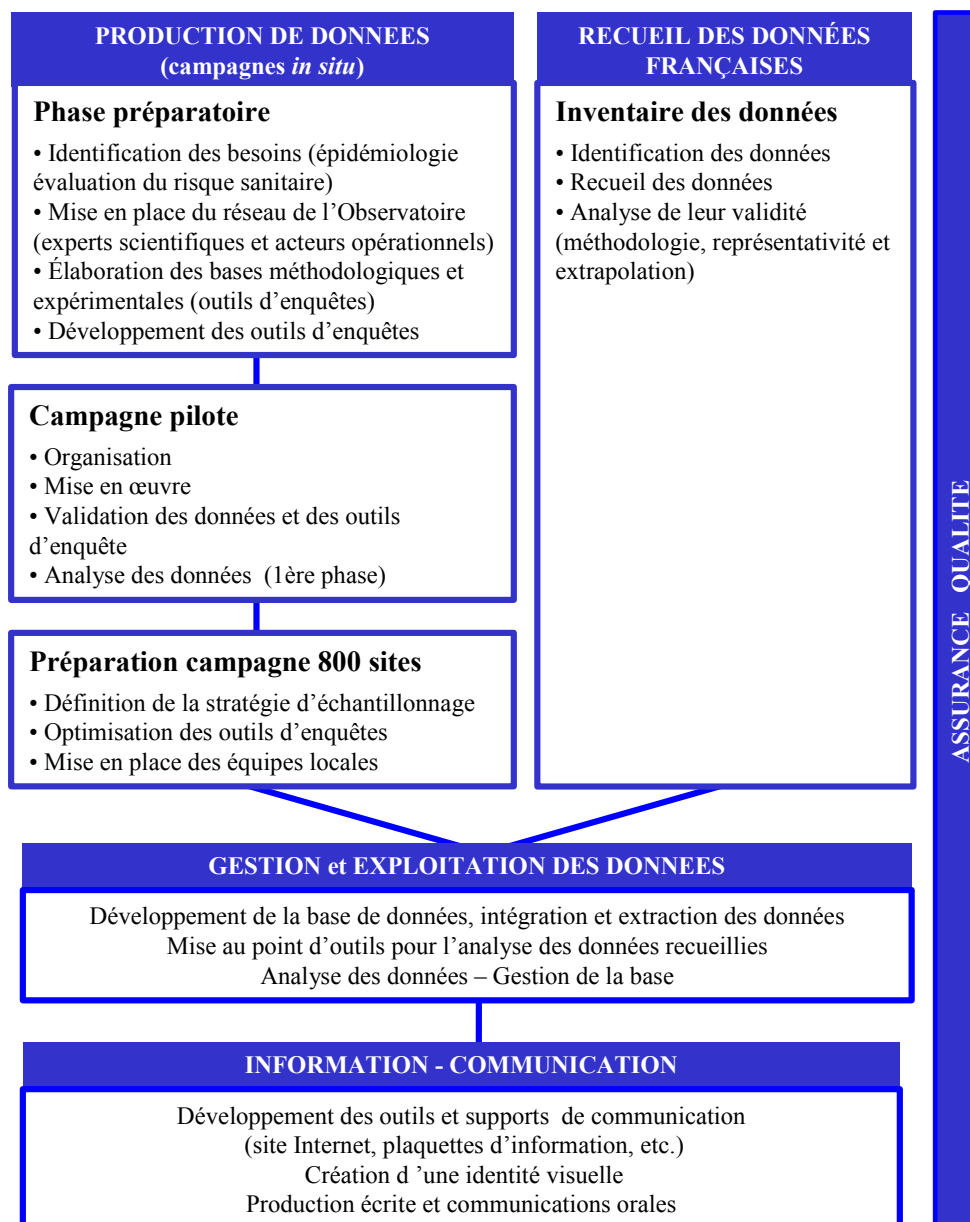 PRODUCTION DE DONNEES
(campagnes in situ)
Phase préparatoire
• Identification des besoins (épidémiologie
évaluation du risque sanitaire)
• Mise en place du réseau de l’Observatoire
(experts scientifiques et acteurs opérationnels)
• Élaboration des bases méthodologiques et
expérimentales (outils d’enquêtes)
• Développement des outils d’enquêtes
Campagne pilote
• Organisation
• Mise en œuvre
• Validation des données et des outils
d’enquête
• Analyse des données (1ère phase)
Préparation campagne 800 sites
• Définition de la stratégie d’échantillonnage
• Optimisation des outils d’enquêtes
• Mise en place des équipes locales
RECUEIL DES DONNÉES
FRANÇAISES
Inventaire des données
• Identification des données
• Recueil des données
• Analyse de leur validité
(méthodologie, représentativité et
extrapolation)
GESTION et EXPLOITATION DES DONNEES
Développement de la base de données, intégration et extraction des données
Mise au point d’outils pour l’analyse des données recueillies
Analyse des données – Gestion de la base
INFORMATION - COMMUNICATION
Développement des outils et supports de communication
(site Internet, plaquettes d’information, etc.)
Création d ’une identité visuelle
Production écrite et communications orales
ASSURANCE QUALITE